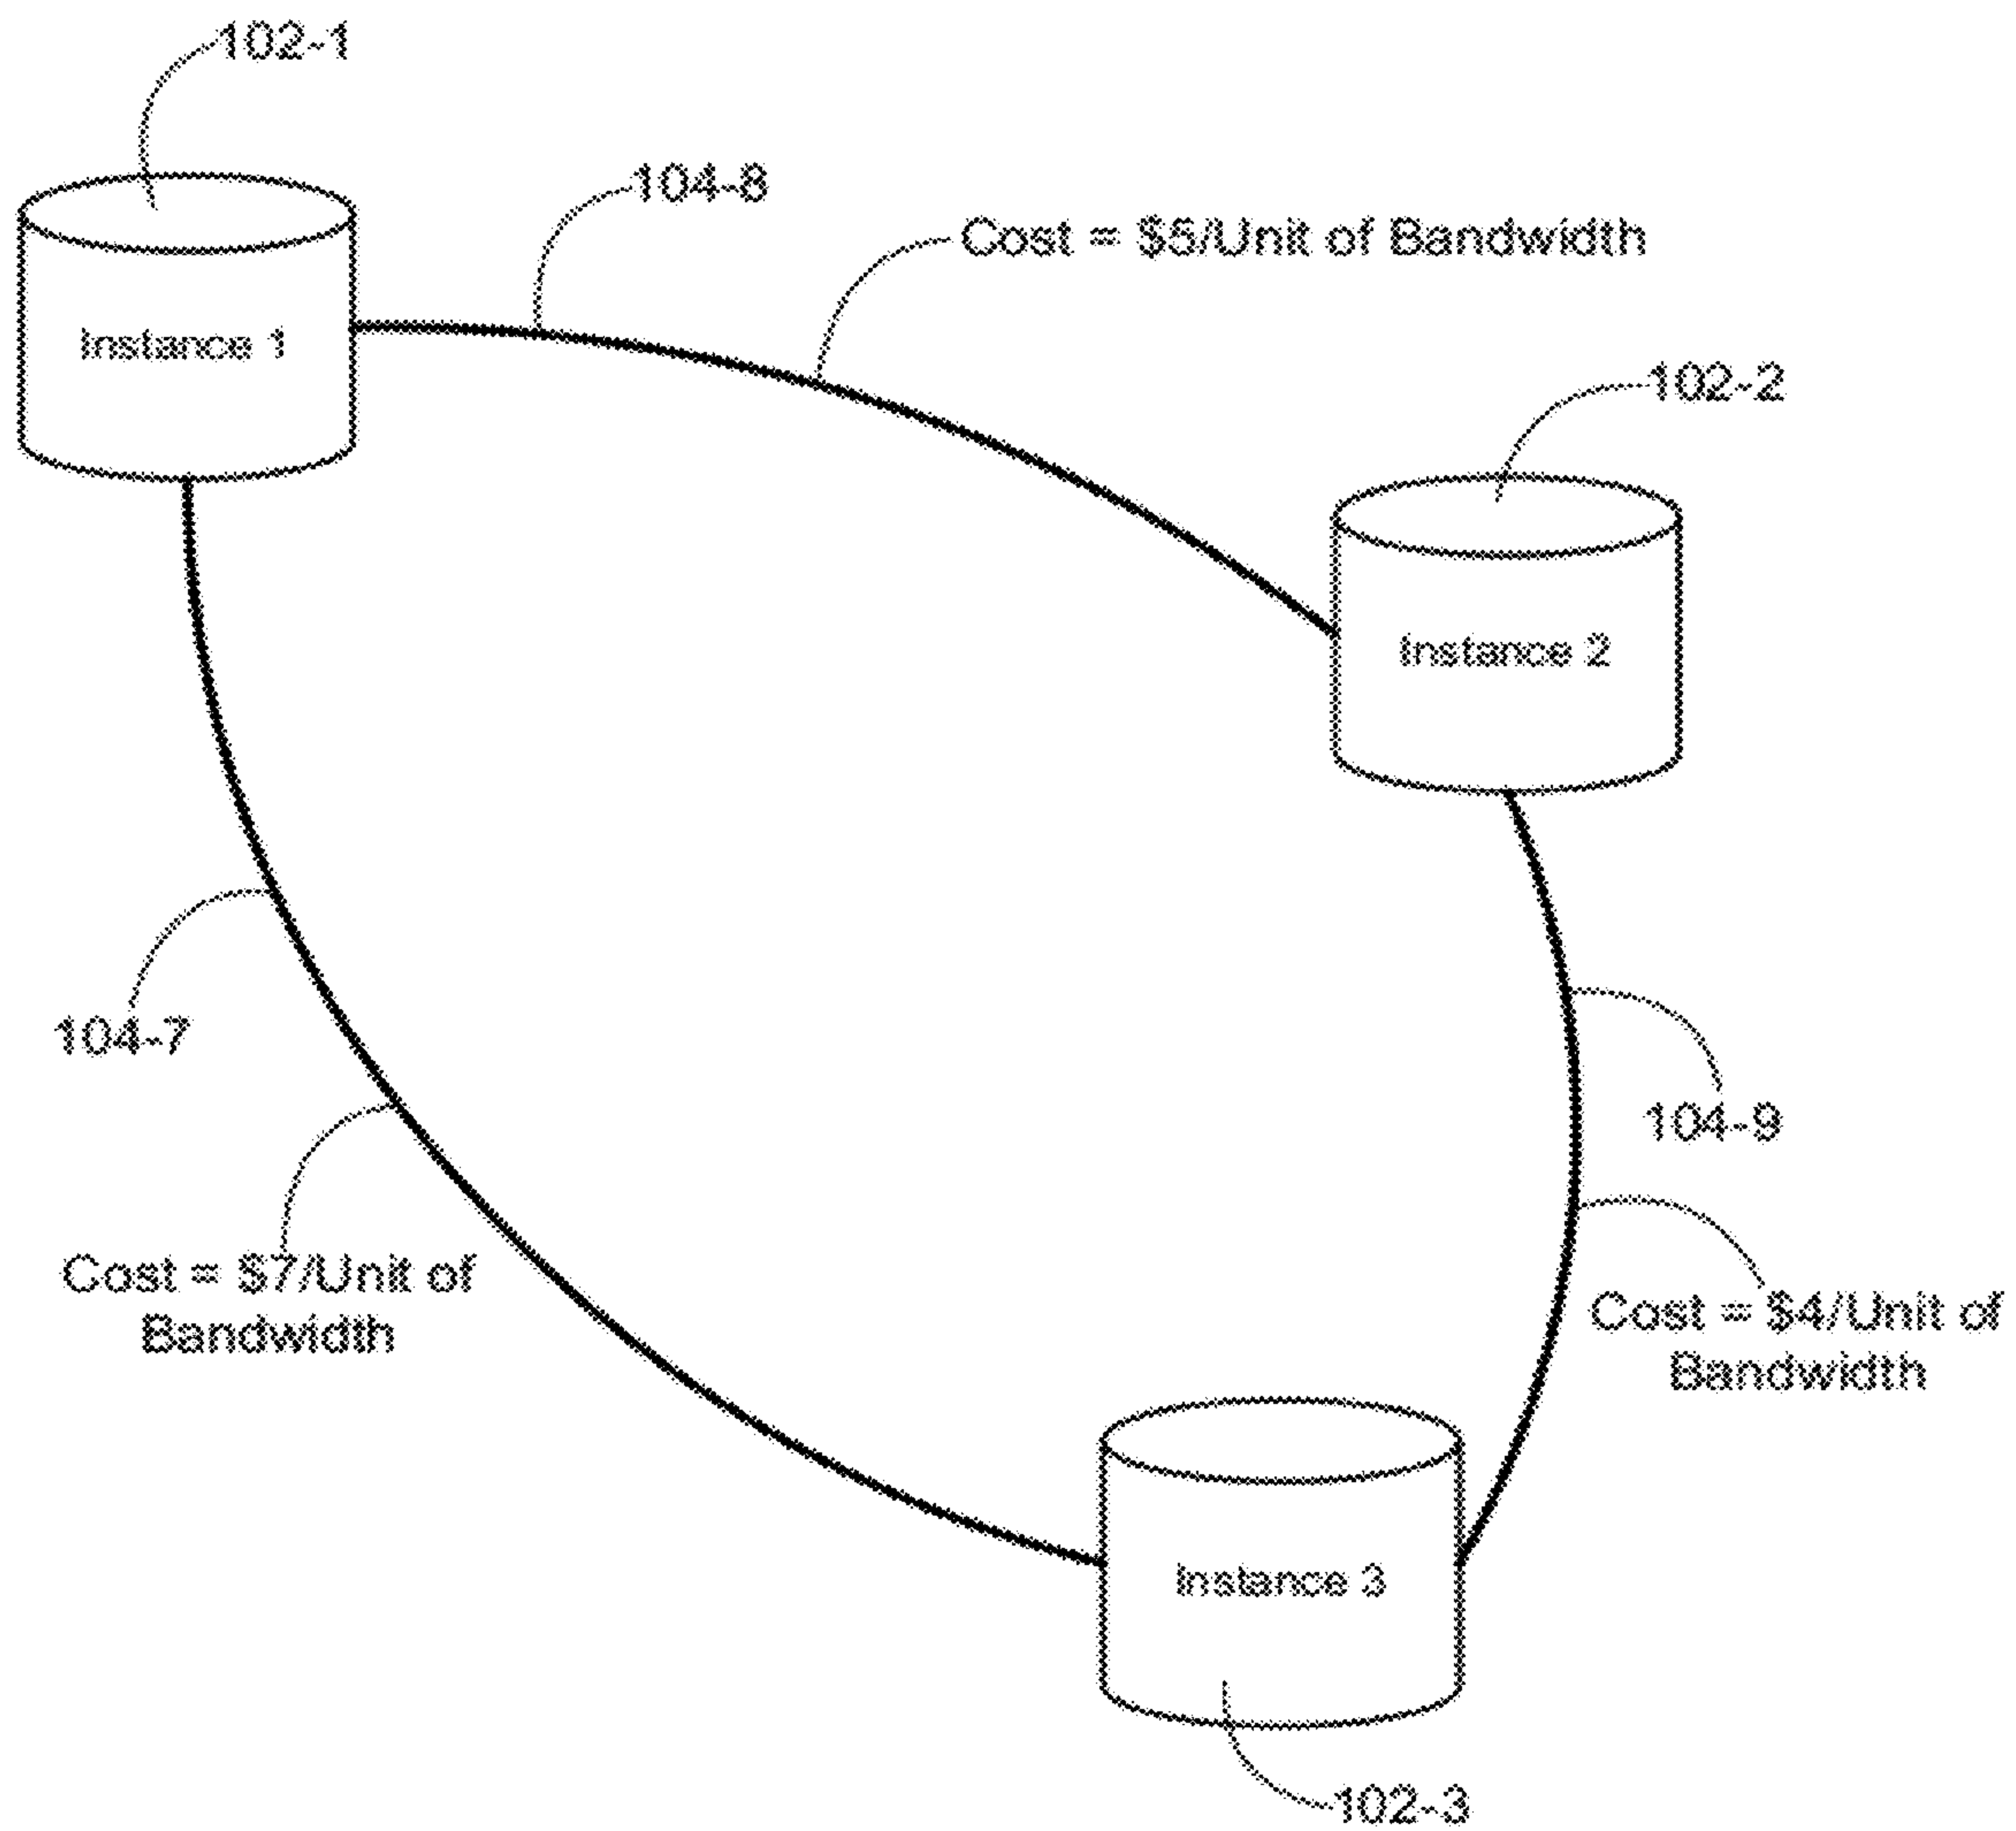 102-1
104-8
Cost = $5/Unit of Bandwidth
Instance 1
102-2
Instance 2
104-7
104-9
Cost = $7/Unit of
Bandwidth
Cost = $4/Unit of
Bandwidth
Instance 3
102-3